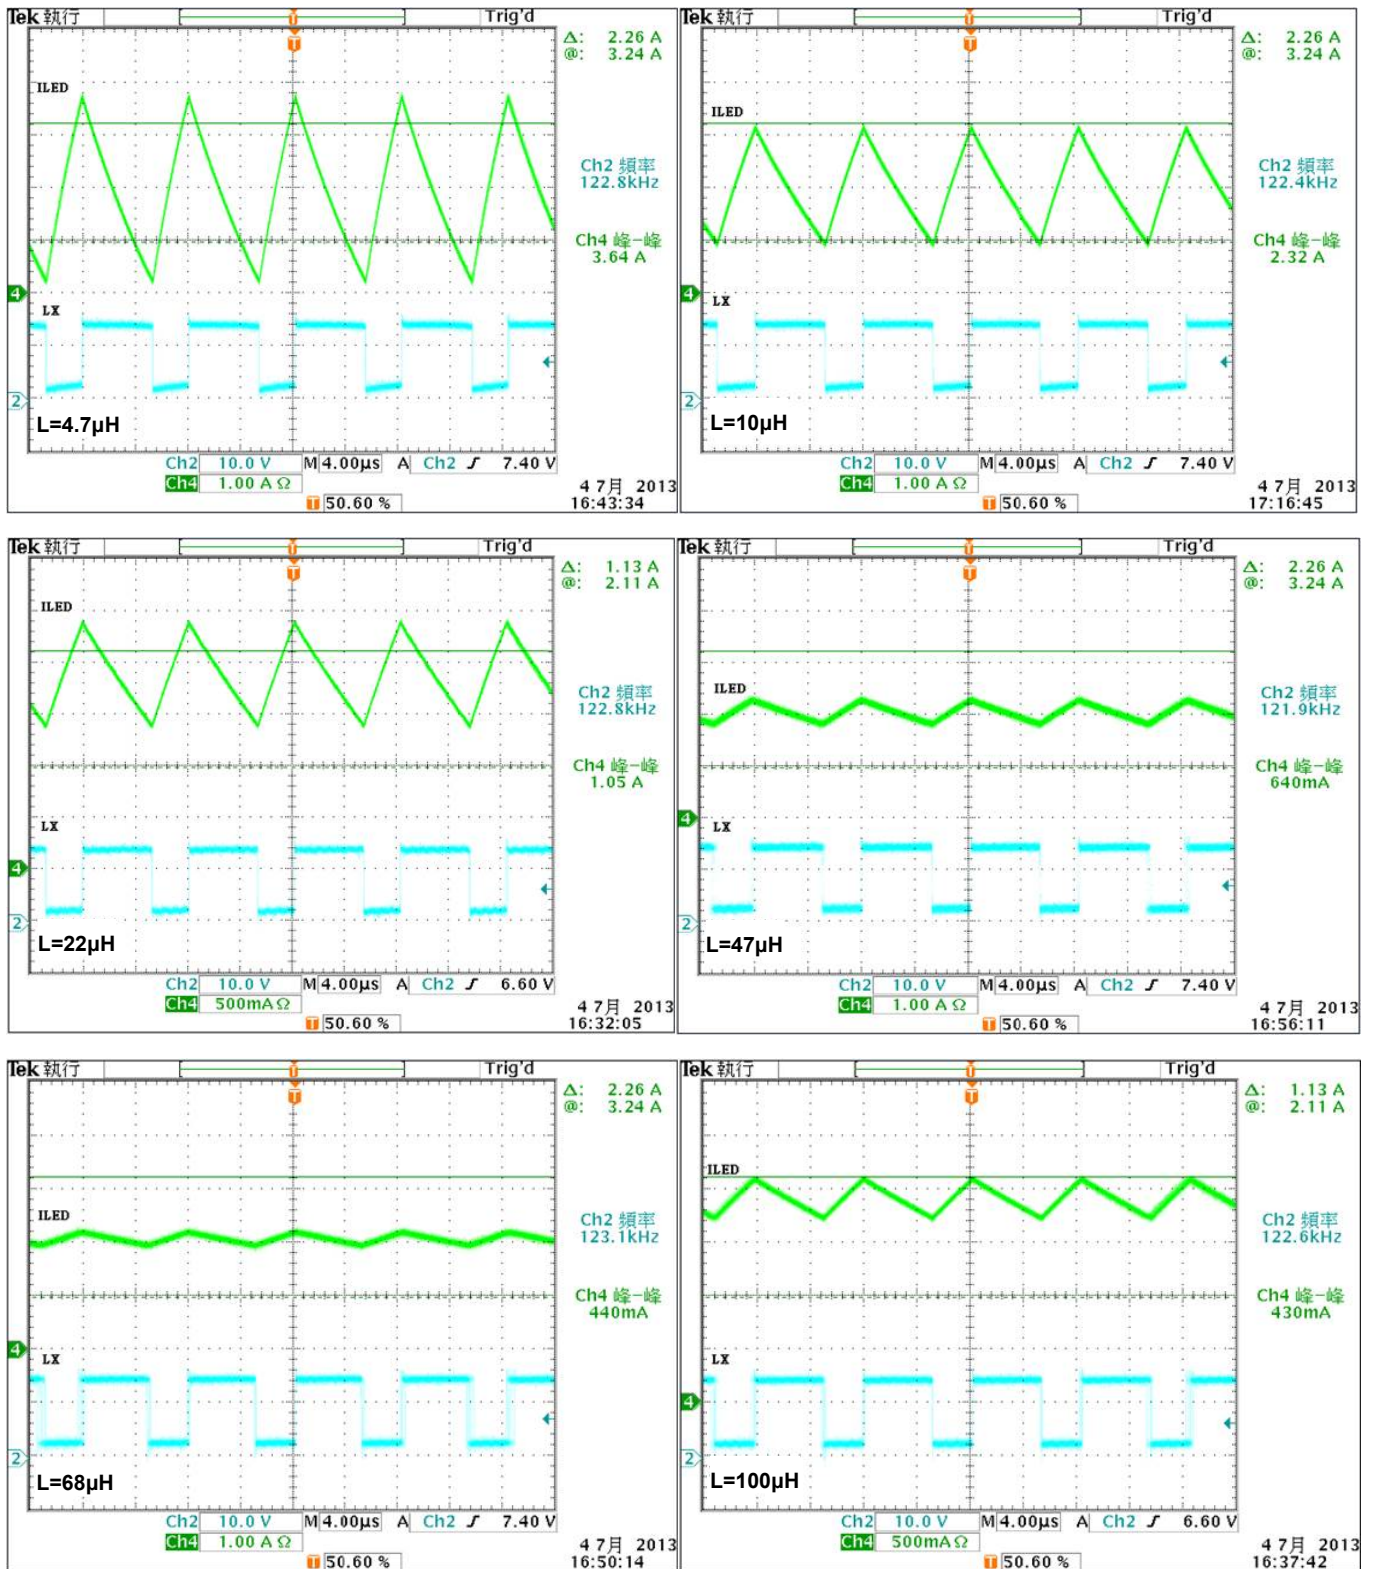 Tek 執行
T
Trig'd
T
Δ: 2.26 A
@: 3.24 A
ILED
Ch2 頻率
122.8kHz
Ch4 峰-峰
3.64 A
4
LX
2
L=4.7μH
Ch2 10.0 V M 4.00μs A Ch2 7.40 V
Ch4 1.00 A Ω
T 50.60 %
4 7月 2013
16:43:34
Tek 執行
T
Trig'd
T
Δ: 2.26 A
@: 3.24 A
ILED
Ch2 頻率
122.4kHz
Ch4 峰-峰
2.32 A
4
LX
2
L=10μH
Ch2 10.0 V M 4.00μs A Ch2 7.40 V
Ch4 1.00 A Ω
T 50.60 %
4 7月 2013
17:16:45
Tek 執行
T
Trig'd
T
Δ: 1.13 A
@: 2.11 A
ILED
Ch2 頻率
122.8kHz
Ch4 峰-峰
1.05 A
LX
4
2
L=22μH
Ch2 10.0 V M 4.00μs A Ch2 6.60 V
Ch4 500mA Ω
T 50.60 %
4 7月 2013
16:32:05
Tek 執行
T
Trig'd
T
Δ: 2.26 A
@: 3.24 A
ILED
Ch2 頻率
121.9kHz
Ch4 峰-峰
640mA
4
LX
2
L=47μH
Ch2 10.0 V M 4.00μs A Ch2 7.40 V
Ch4 1.00 A Ω
T 50.60 %
4 7月 2013
16:56:11
Tek 執行
T
Trig'd
T
Δ: 2.26 A
@: 3.24 A
ILED
Ch2 頻率
123.1kHz
Ch4 峰-峰
440mA
4
LX
2
L=68μH
Ch2 10.0 V M 4.00μs A Ch2 7.40 V
Ch4 1.00 A Ω
T 50.60 %
4 7月 2013
16:50:14
Tek 執行
T
Trig'd
T
Δ: 1.13 A
@: 2.11 A
ILED
Ch2 頻率
122.6kHz
Ch4 峰-峰
430mA
LX
4
2
L=100μH
Ch2 10.0 V M 4.00μs A Ch2 6.60 V
Ch4 500mA Ω
T 50.60 %
4 7月 2013
16:37:42